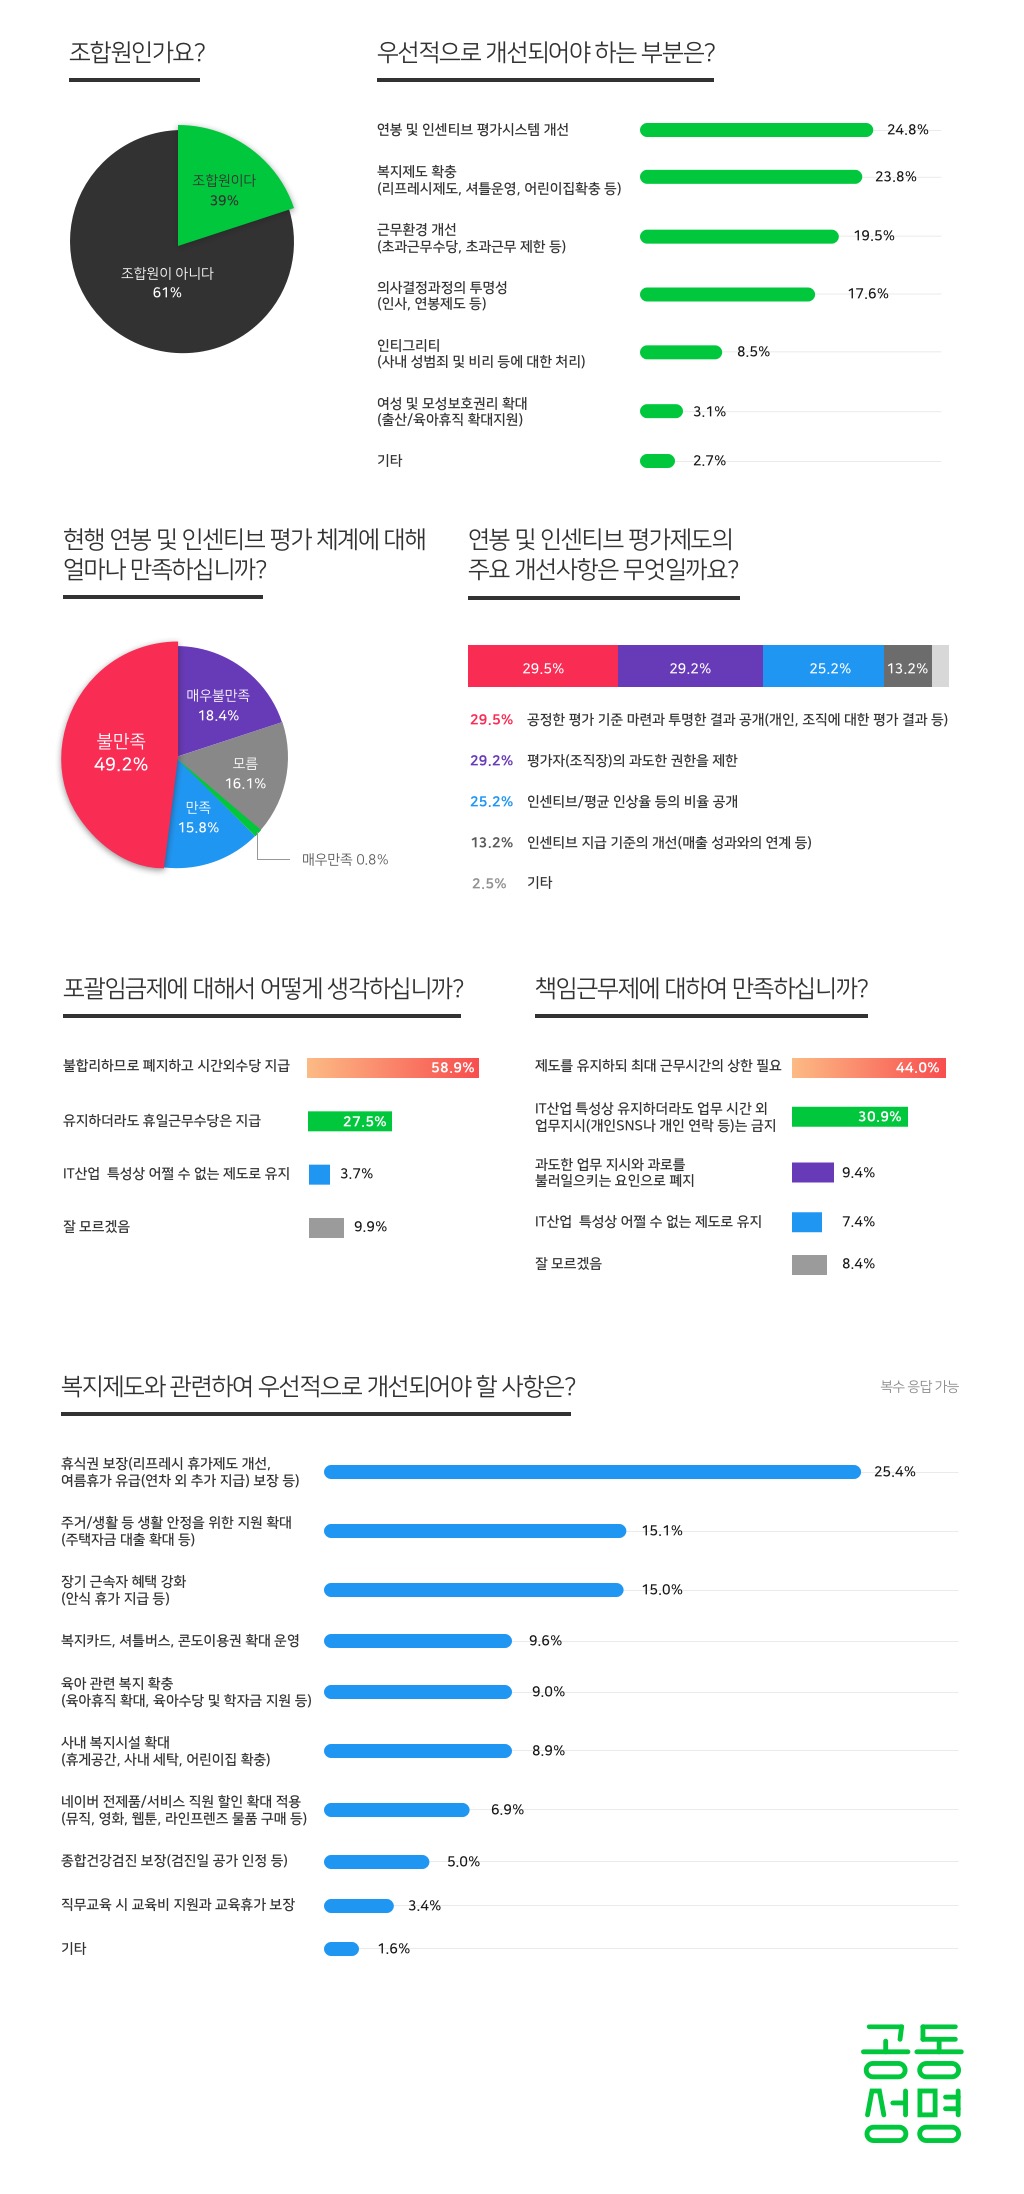 조합원인가요?
조합원이다
39%
조합원이 아니다
61%
우선적으로 개선되어야 하는 부분은?
연봉 및 인센티브 평가시스템 개선
24.8%
복지제도 확충
(리프레시제도, 셔틀운영, 어린이집확충 등)
23.8%
근무환경 개선
(초과근무수당, 초과근무 제한 등)
19.5%
의사결정과정의 투명성
(인사, 연봉제도 등)
17.6%
인티그리티
(사내 성범죄 및 비리 등에 대한 처리)
8.5%
여성 및 모성보호권리 확대
(출산/육아휴직 확대지원)
3.1%
기타
2.7%
현행 연봉 및 인센티브 평가 체계에 대해
얼마나 만족하십니까?
매우불만족
18.4%
불만족
49.2%
모름
16.1%
만족
15.8%
매우만족 0.8%
연봉 및 인센티브 평가제도의
주요 개선사항은 무엇일까요?
29.5% 29.2% 25.2% 13.2%
29.5% 공정한 평가 기준 마련과 투명한 결과 공개(개인, 조직에 대한 평가 결과 등)
29.2% 평가자(조직장)의 과도한 권한을 제한
25.2% 인센티브/평균 인상율 등의 비율 공개
13.2% 인센티브 지급 기준의 개선(매출 성과와의 연계 등)
2.5% 기타
포괄임금제에 대해서 어떻게 생각하십니까?
불합리하므로 폐지하고 시간외수당 지급 58.9%
유지하더라도 휴일근무수당은 지급 27.5%
IT산업 특성상 어쩔 수 없는 제도로 유지 3.7%
잘 모르겠음 9.9%
책임근무제에 대하여 만족하십니까?
제도를 유지하되 최대 근무시간의 상한 필요 44.0%
IT산업 특성상 유지하더라도 업무 시간 외
업무지시(개인SNS나 개인 연락 등)는 금지
30.9%
과도한 업무 지시와 과로를
불러일으키는 요인으로 폐지
9.4%
IT산업 특성상 어쩔 수 없는 제도로 유지 7.4%
잘 모르겠음 8.4%
복지제도와 관련하여 우선적으로 개선되어야 할 사항은?
복수 응답 가능
휴식권 보장(리프레시 휴가제도 개선,
여름휴가 유급(연차 외 추가 지급) 보장 등)
25.4%
주거/생활 등 생활 안정을 위한 지원 확대
(주택자금 대출 확대 등)
15.1%
장기 근속자 혜택 강화
(안식 휴가 지급 등)
15.0%
복지카드, 셔틀버스, 콘도이용권 확대 운영 9.6%
육아 관련 복지 확충
(육아휴직 확대, 육아수당 및 학자금 지원 등)
9.0%
사내 복지시설 확대
(휴게공간, 사내 세탁, 어린이집 확충)
8.9%
네이버 전제품/서비스 직원 할인 확대 적용
(뮤직, 영화, 웹툰, 라인프렌즈 물품 구매 등)
6.9%
종합건강검진 보장(검진일 공가 인정 등) 5.0%
직무교육 시 교육비 지원과 교육휴가 보장 3.4%
기타 1.6%
공동
성명